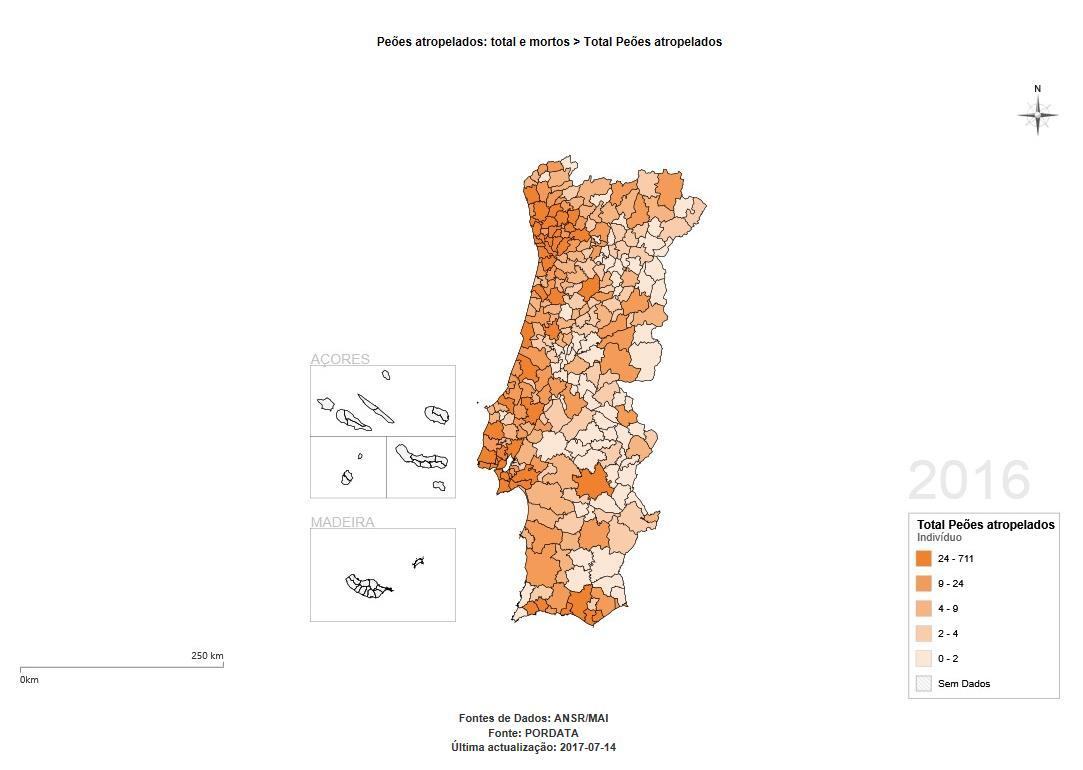 Peões atropelados: total e mortos > Total Peões atropelados
N
AÇORES
MADEIRA
2016
Total Peões atropelados
Indivíduo
24 - 711
9 - 24
4 - 9
2 - 4
0 - 2
Sem Dados
250 km
0km
Fontes de Dados: ANSR/MAI
Fonte: PORDATA
Última actualização: 2017-07-14